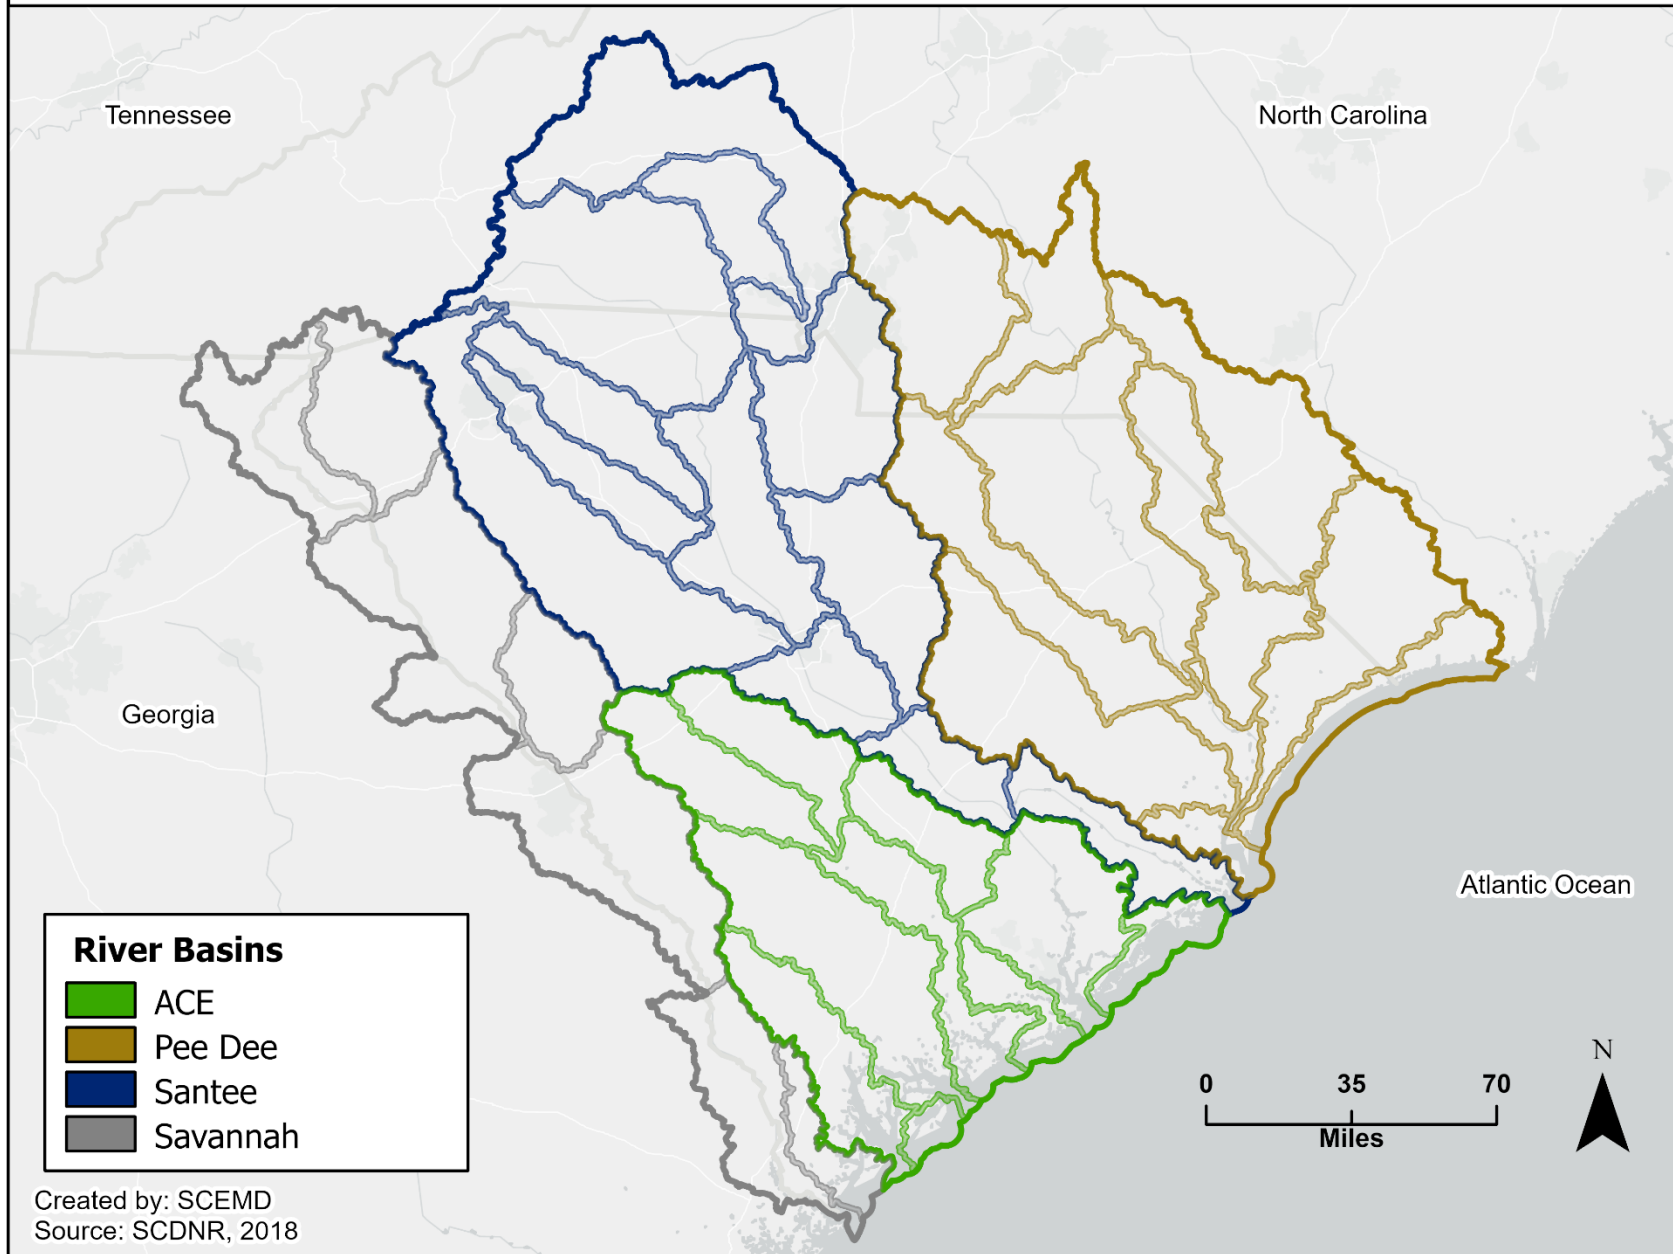 Tennessee
North Carolina
Georgia
Atlantic Ocean
River Basins
ACE
Pee Dee
Santee
Savannah
N
0 35 70
Miles
Created by: SCEMD
Source: SCDNR, 2018